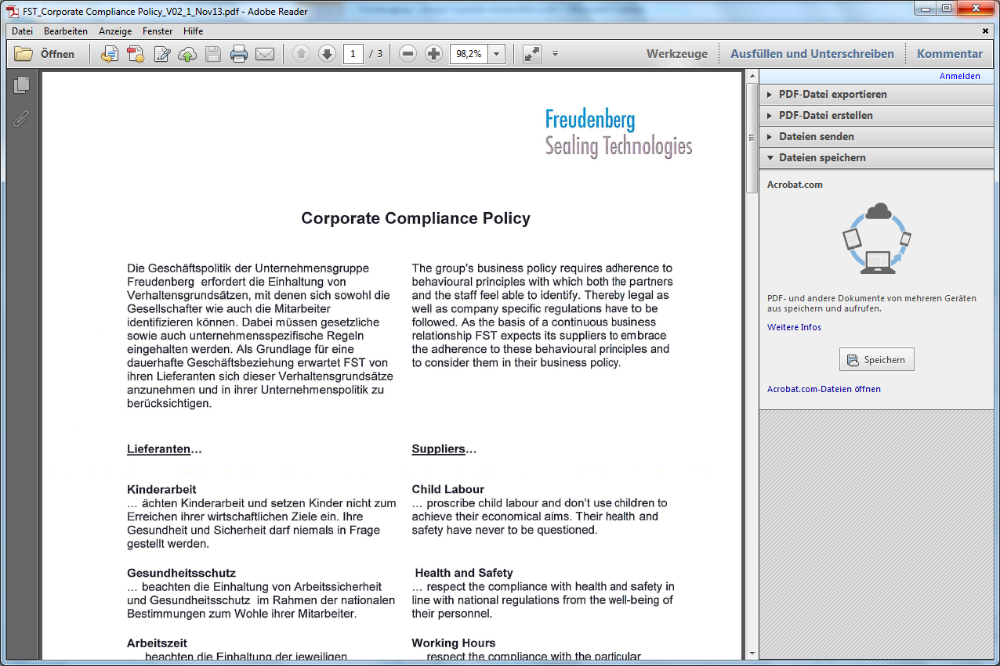 FST_Corporate Compliance Policy_V02_1_Nov13.pdf - Adobe Reader
Datei Bearbeiten Anzeige Fenster Hilfe
Öffnen 1 / 3 98,2% Werkzeuge Ausfüllen und Unterschreiben Kommentar
Freudenberg
Sealing Technologies
Corporate Compliance Policy
Die Geschäftspolitik der Unternehmensgruppe
Freudenberg erfordert die Einhaltung von
Verhaltensgrundsätzen, mit denen sich sowohl die
Gesellschafter wie auch die Mitarbeiter
identifizieren können. Dabei müssen gesetzliche
sowie auch unternehmensspezifische Regeln
eingehalten werden. Als Grundlage für eine
dauerhafte Geschäftsbeziehung erwartet FST von
ihren Lieferanten sich dieser Verhaltensgrundsätze
anzunehmen und in ihrer Unternehmenspolitik zu
berücksichtigen.
The group's business policy requires adherence to
behavioural principles with which both the partners
and the staff feel able to identify. Thereby legal as
well as company specific regulations have to be
followed. As the basis of a continuous business
relationship FST expects its suppliers to embrace
the adherence to these behavioural principles and
to consider them in their business policy.
Lieferanten...
Suppliers...
Kinderarbeit
... ächten Kinderarbeit und setzen Kinder nicht zum
Erreichen ihrer wirtschaftlichen Ziele ein. Ihre
Gesundheit und Sicherheit darf niemals in Frage
gestellt werden.
Child Labour
... proscribe child labour and don't use children to
achieve their economical aims. Their health and
safety have never to be questioned.
Gesundheitsschutz
... beachten die Einhaltung von Arbeitssicherheit
und Gesundheitsschutz im Rahmen der nationalen
Bestimmungen zum Wohle ihrer Mitarbeiter.
Health and Safety
... respect the compliance with health and safety in
line with national regulations from the well-being of
their personnel.
Arbeitszeit
beachten die Einhaltung der jeweiligen
Working Hours
respect the compliance with the particular
Anmelden
PDF-Datei exportieren
PDF-Datei erstellen
Dateien senden
Dateien speichern
Acrobat.com
PDF- und andere Dokumente von mehreren Geräten
aus speichern und aufrufen.
Weitere Infos
Speichern
Acrobat.com-Dateien öffnen